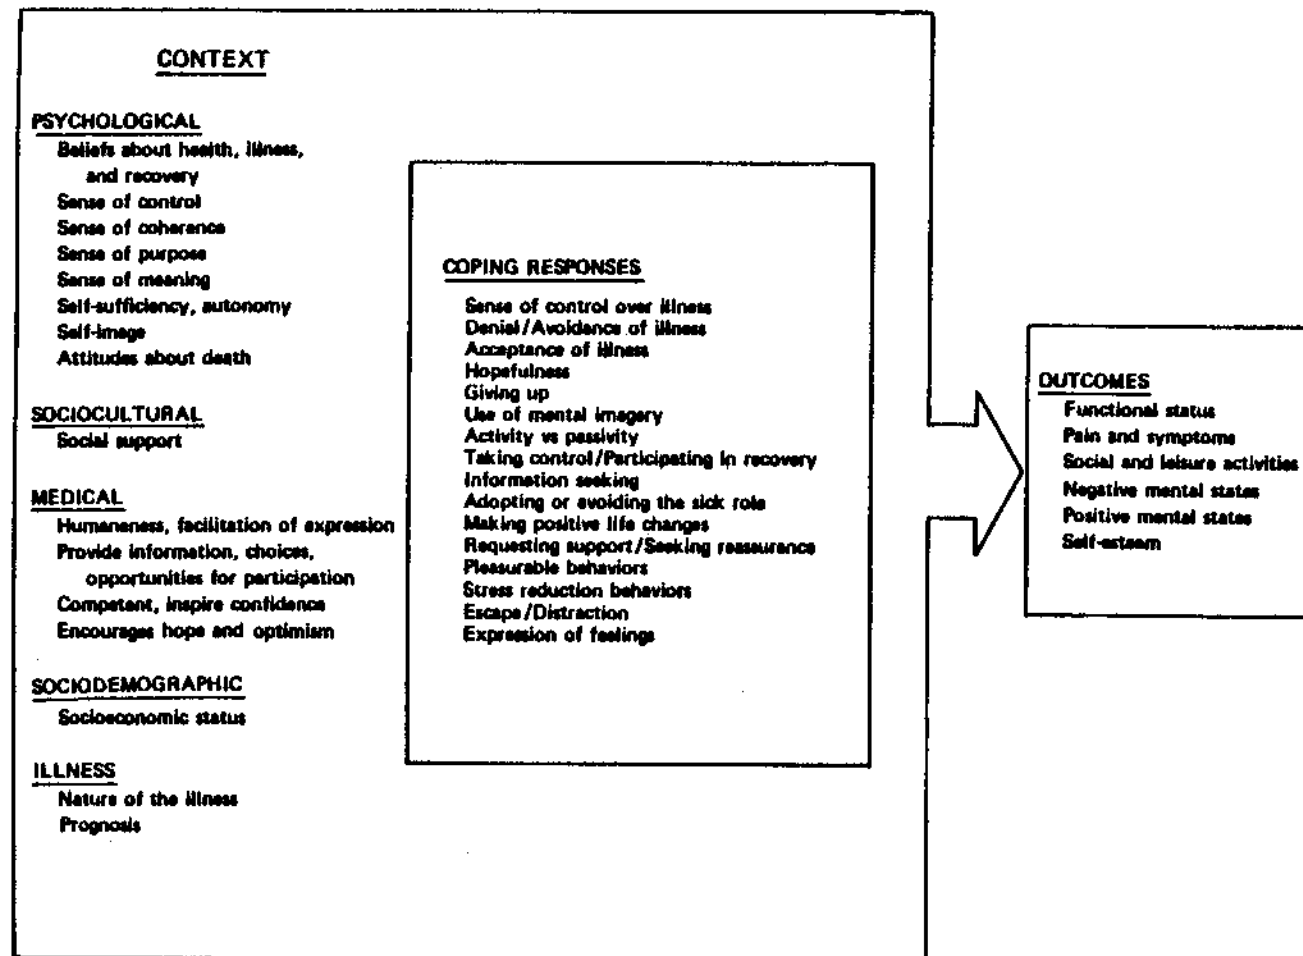 CONTEXT
PSYCHOLOGICAL
Beliefs about health, illness,
and recovery
Sense of control
Sense of coherence
Sense of purpose
Sense of meaning
Self-sufficiency, autonomy
Self-image
Attitudes about death
SOCIOCULTURAL
Social support
MEDICAL
Humaneness, facilitation of expression
Provide information, choices,
opportunities for participation
Competent, inspire confidence
Encourages hope and optimism
SOCIODEMOGRAPHIC
Socioeconomic status
ILLNESS
Nature of the illness
Prognosis
COPING RESPONSES
Sense of control over illness
Denial/Avoidance of illness
Acceptance of illness
Hopefulness
Giving up
Use of mental imagery
Activity vs passivity
Taking control/Participating in recovery
Information seeking
Adopting or avoiding the sick role
Making positive life changes
Requesting support/Seeking reassurance
Pleasurable behaviors
Stress reduction behaviors
Escape/Distraction
Expression of feelings
OUTCOMES
Functional status
Pain and symptoms
Social and leisure activities
Negative mental states
Positive mental states
Self-esteem